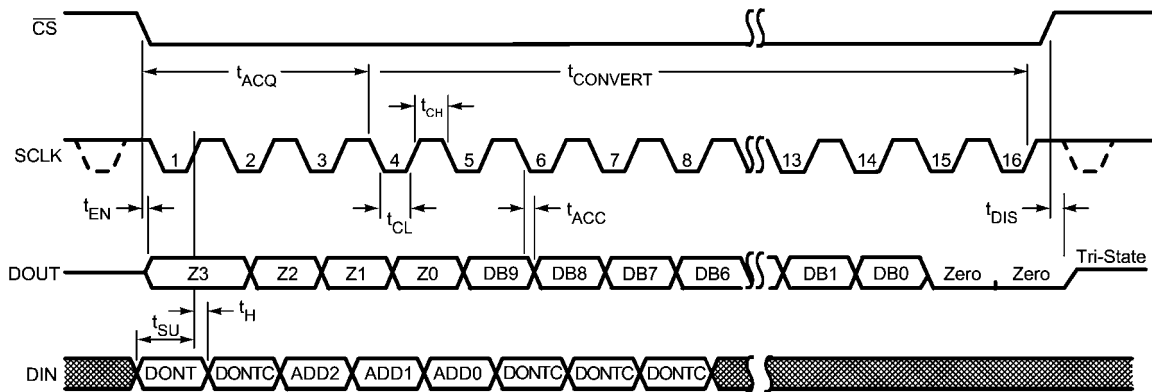 CS
tACQ
tCONVERT
tCH
SCLK
1 2 3 4 5 6 7 8 13 14 15 16
tEN
tCL
tACC
tDIS
DOUT
Z3 Z2 Z1 Z0 DB9 DB8 DB7 DB6 DB1 DB0 Zero Zero
Tri-State
tSU
tH
DIN
DONT DONTC ADD2 ADD1 ADD0 DONTC DONTC DONTC